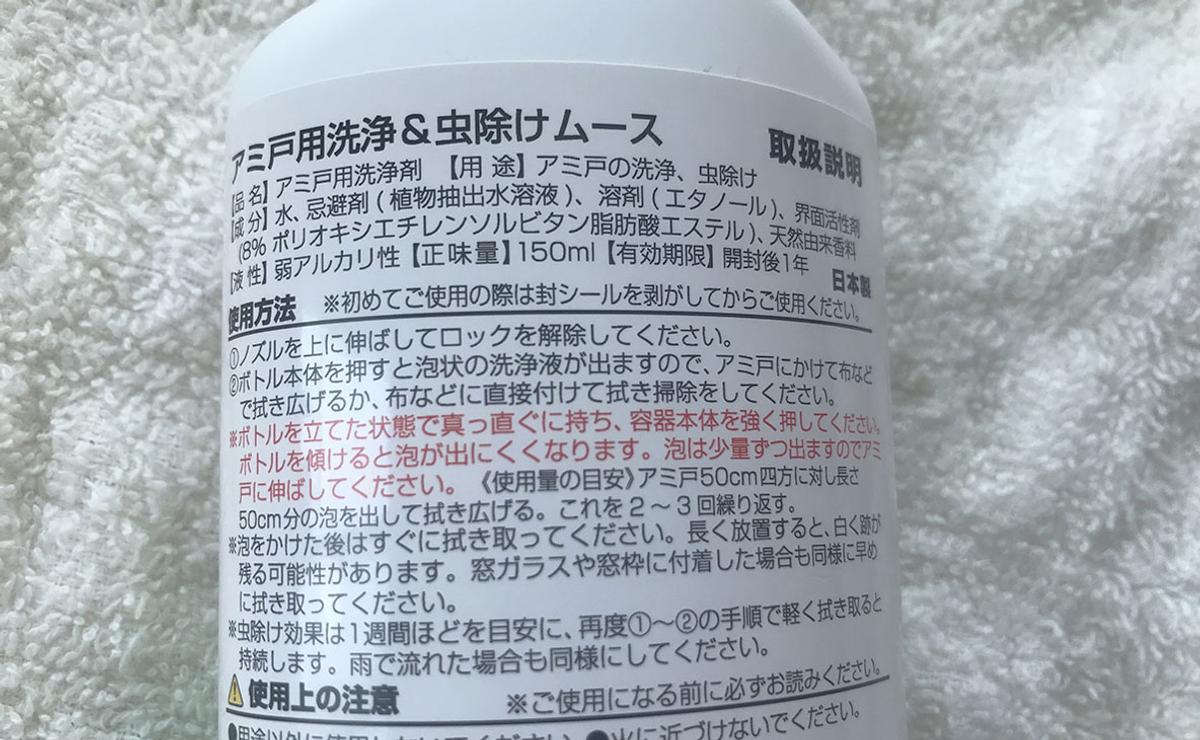 アミ戸用洗浄&虫除けムース 取扱説明
【品名】アミ戸用洗浄剤 【用途】アミ戸の洗浄、虫除け
【成分】水、忌避剤(植物抽出水溶液)、溶剤(エタノール)、界面活性剤
(8% ポリオキシエチレンソルビタン脂肪酸エステル)、天然由来香料
【液性】弱アルカリ性【正味量】150ml【有効期限】開封後1年 日本製
使用方法 ※初めてご使用の際は封シールを剥がしてからご使用ください。
①ノズルを上に伸ばしてロックを解除してください。
②ボトル本体を押すと泡状の洗浄液が出ますので、アミ戸にかけて布など
で拭き広げるか、布などに直接付けて拭き掃除をしてください。
※ボトルを立てた状態で真っ直ぐに持ち、容器本体を強く押してください。
ボトルを傾けると泡が出にくくなります。泡は少量ずつ出ますのでアミ
戸に伸ばしてください。《使用量の目安》アミ戸50cm四方に対し長さ
50cm分の泡を出して拭き広げる。これを2〜3回繰り返す。
※泡をかけた後はすぐに拭き取ってください。長く放置すると、白く跡が
残る可能性があります。窓ガラスや窓枠に付着した場合も同様に早め
に拭き取ってください。
※虫除け効果は1週間ほどを目安に、再度①〜②の手順で軽く拭き取ると
持続します。雨で流れた場合も同様にしてください。
使用上の注意 ※ご使用になる前に必ずお読みください。
●用途以外に使用しないでください。●火に近づけないでください。